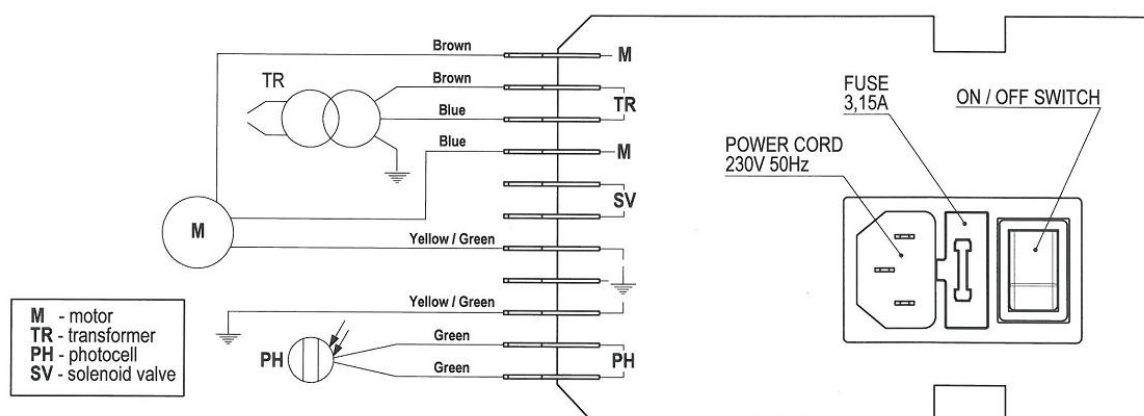 Brown
M
TR
Brown
TR
Blue
Blue
M
SV
M
Yellow / Green
Yellow / Green
PH
Green
Green
PH
M - motor
TR - transformer
PH - photocell
SV - solenoid valve
FUSE
3,15A
ON / OFF SWITCH
POWER CORD
230V 50Hz